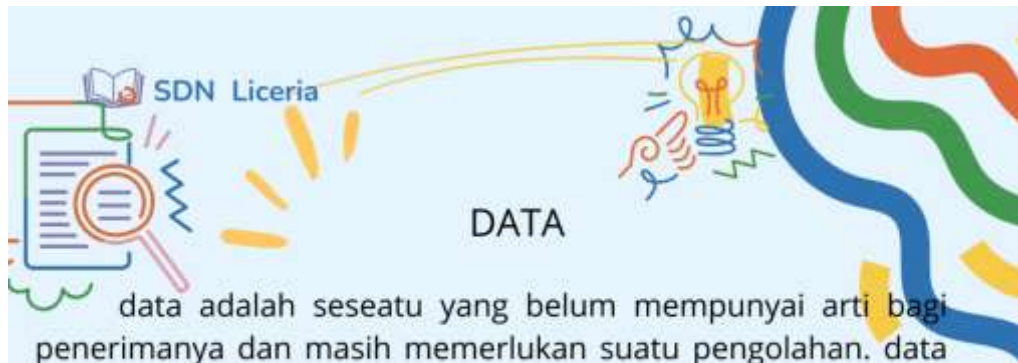 SDN Liceria
DATA
data adalah seseatu yang belum mempunyai arti bagi
penerimanya dan masih memerlukan suatu pengolahan. data